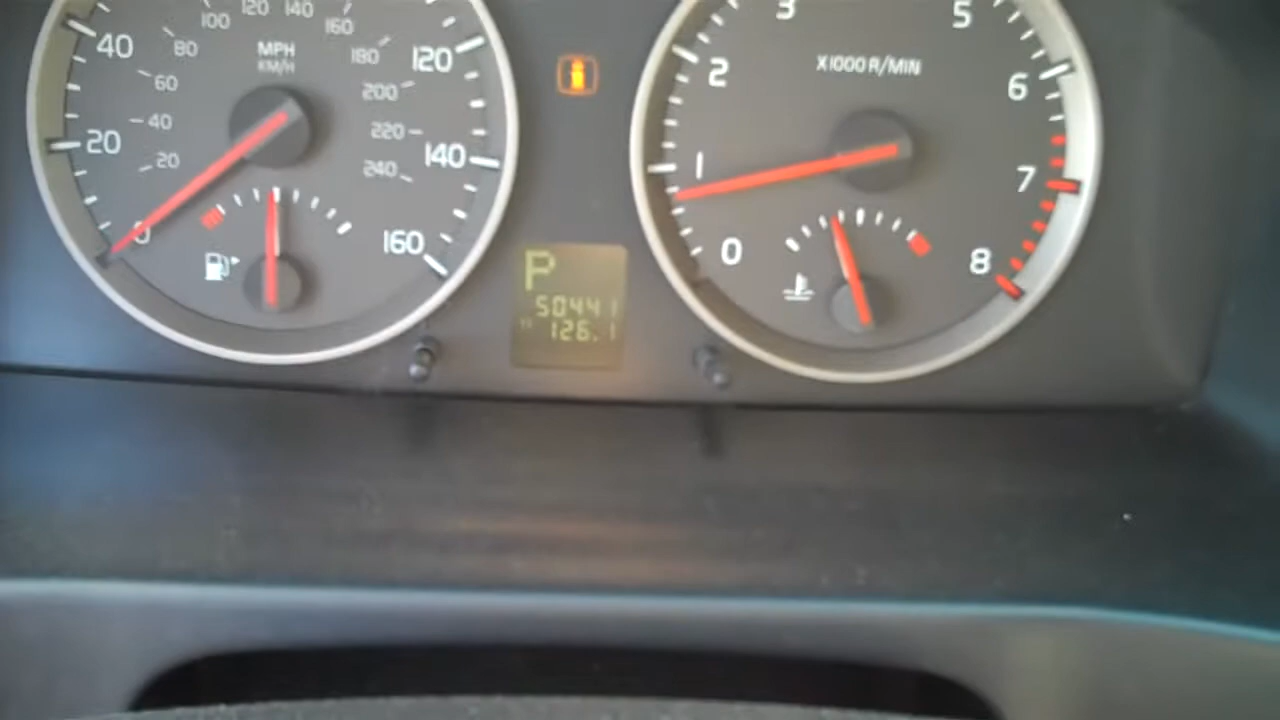 100 120 140 160
40 80 MPH 180 120
KM/H
60 200
20 40 220 140
20 240
0 160
3 5
2 X1000R/MIN 6
1 7
0 8
P
50441
126.1